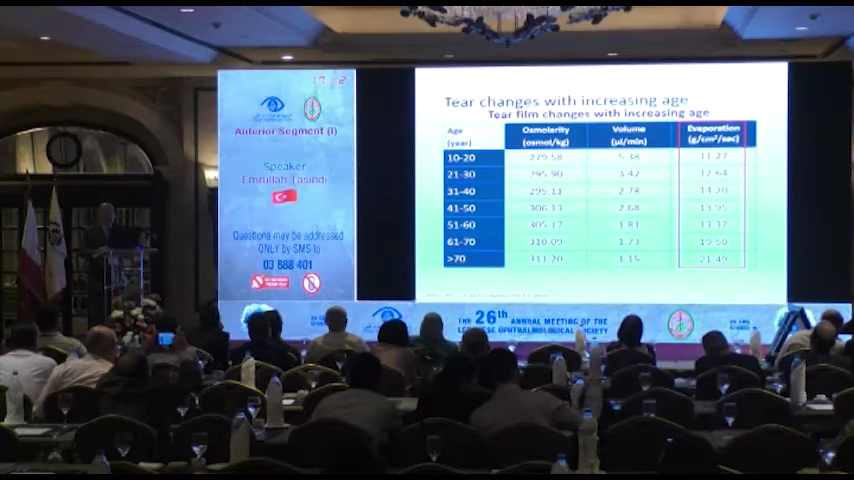 Anterior Segment (I)
Speaker
Emrullah Tasindi
Questions may be addressed
ONLY by SMS to
03 888 401
Tear changes with increasing age
Tear film changes with increasing age
Age (year) Osmolarity (osmol/kg) Volume (µl/min) Evaporation (g/cm²/sec)
10-20 279.58 5.38 11.27
21-30 295.90 3.42 12.64
31-40 295.11 2.78 14.20
41-50 306.13 2.68 13.95
51-60 305.17 1.81 13.37
61-70 310.09 1.73 19.50
>70 311.20 1.15 21.49
THE 26th ANNUAL MEETING OF THE
LEBANESE OPHTHALMOLOGICAL SOCIETY